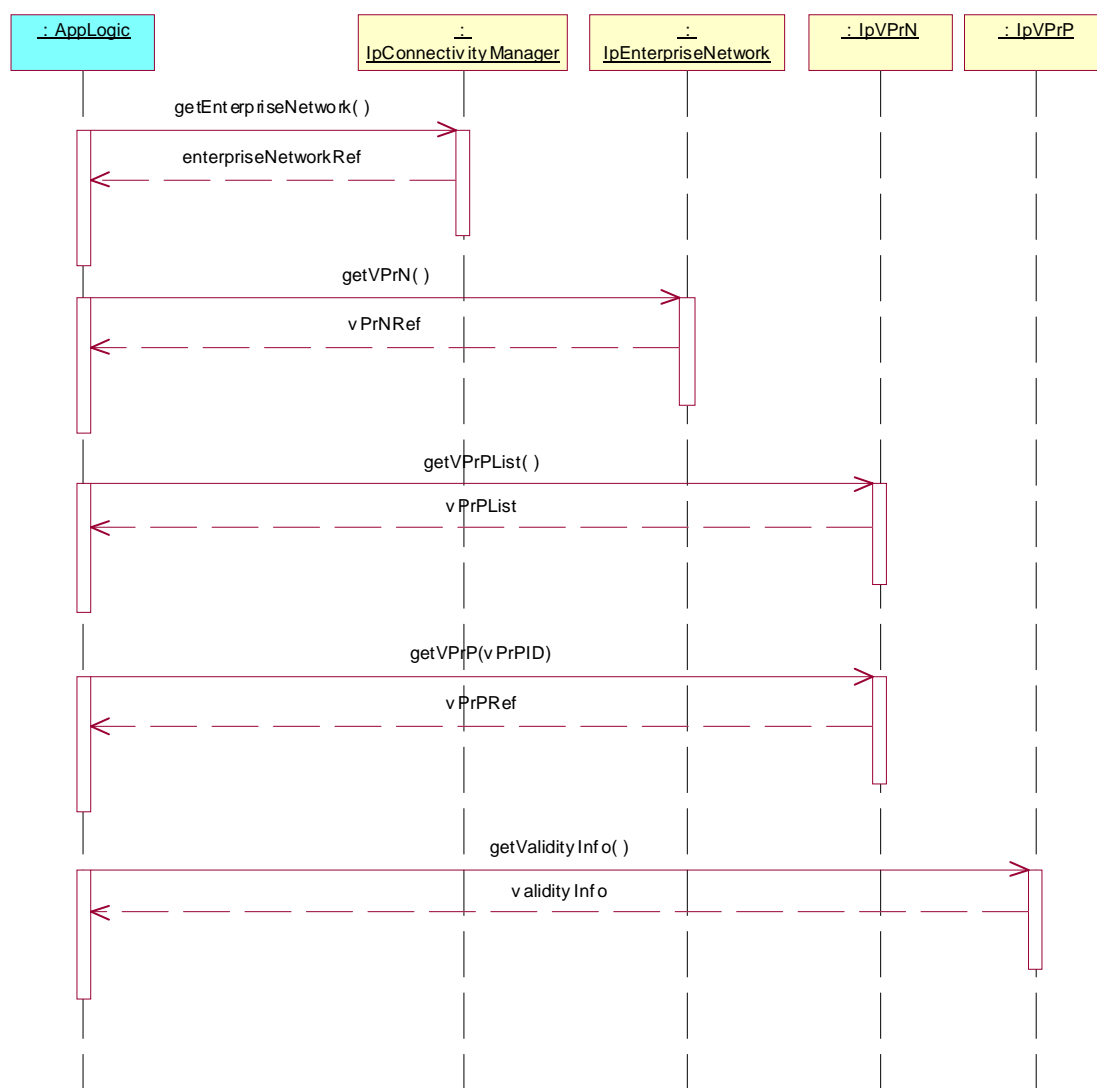 : AppLogic
:
IpConnectivityManager
:
IpEnterpriseNetwork
: IpVPrN
: IpVPrP
getEnterpriseNetwork( )
enterpriseNetworkRef
getVPrN( )
vPrNRef
getVPrPList( )
vPrPList
getVPrP(vPrPID)
vPrPRef
getValidityInfo( )
validityInfo